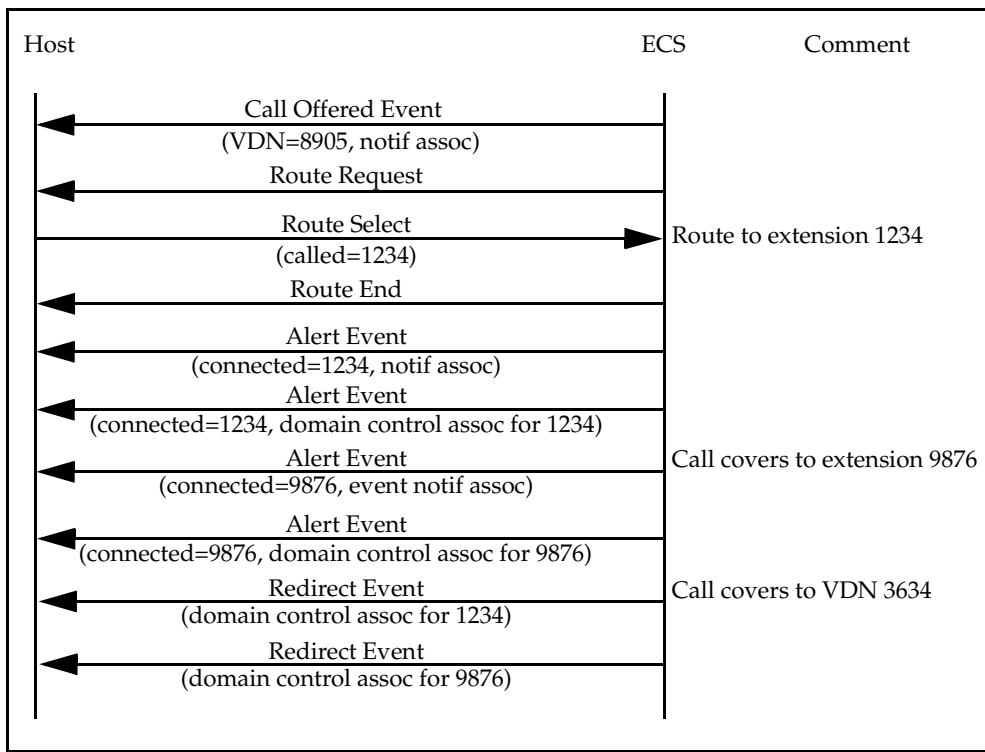 Host ECS Comment
Call Offered Event
(VDN=8905, notif assoc)
Route Request
Route Select
Route to extension 1234
(called=1234)
Route End
Alert Event
(connected=1234, notif assoc)
Alert Event
(connected=1234, domain control assoc for 1234)
Alert Event
Call covers to extension 9876
(connected=9876, event notif assoc)
Alert Event
(connected=9876, domain control assoc for 9876)
Redirect Event
Call covers to VDN 3634
(domain control assoc for 1234)
Redirect Event
(domain control assoc for 9876)